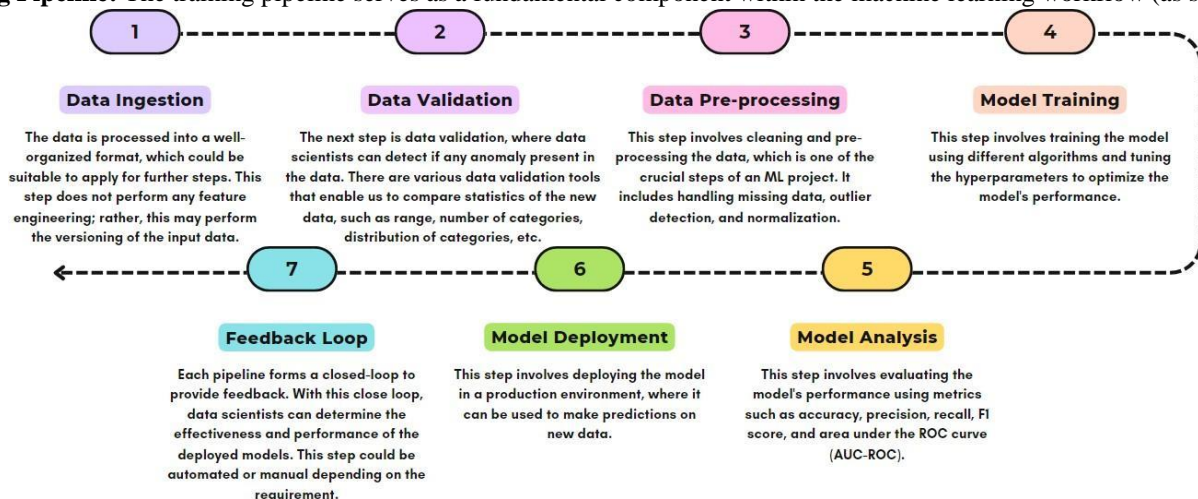 g Pipeline: The training pipeline serves as a fundamental component within the machine learning workflow (as s
1
2
3
4
Data Ingestion
The data is processed into a well-
organized format, which could be
suitable to apply for further steps. This
step does not perform any feature
engineering; rather, this may perform
the versioning of the input data.
Data Validation
The next step is data validation, where data
scientists can detect if any anomaly present in
the data. There are various data validation tools
that enable us to compare statistics of the new
data, such as range, number of categories,
distribution of categories, etc.
Data Pre-processing
This step involves cleaning and pre-
processing the data, which is one of the
crucial steps of an ML project. It
includes handling missing data, outlier
detection, and normalization.
Model Training
This step involves training the model
using different algorithms and tuning
the hyperparameters to optimize the
model's performance.
5
Model Analysis
This step involves evaluating the
model's performance using metrics
such as accuracy, precision, recall, F1
score, and area under the ROC curve
(AUC-ROC).
6
Model Deployment
This step involves deploying the model
in a production environment, where it
can be used to make predictions on
new data.
7
Feedback Loop
Each pipeline forms a closed-loop to
provide feedback. With this close loop,
data scientists can determine the
effectiveness and performance of the
deployed models. This step could be
automated or manual depending on the
requirement.